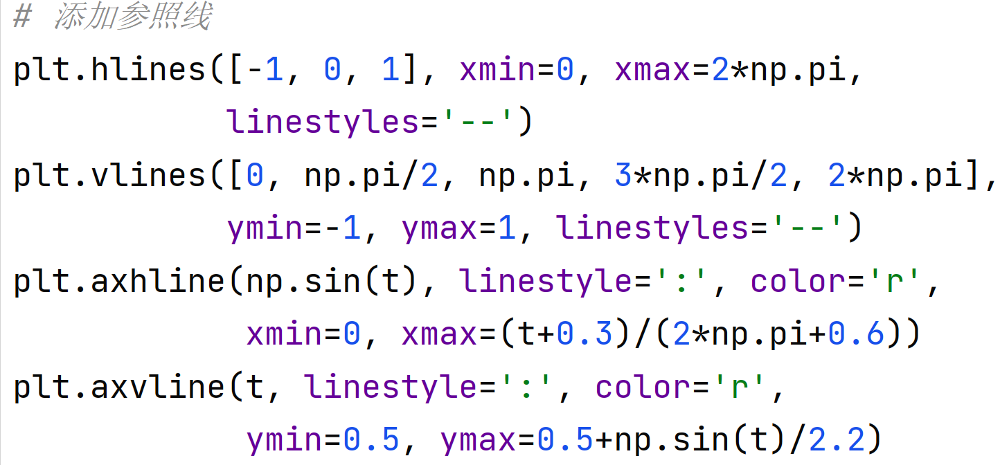 # 添加参照线
plt.hlines([-1, 0, 1], xmin=0, xmax=2*np.pi,
           linestyles='--')
plt.vlines([0, np.pi/2, np.pi, 3*np.pi/2, 2*np.pi],
           ymin=-1, ymax=1, linestyles='--')
plt.axhline(np.sin(t), linestyle=':', color='r',
            xmin=0, xmax=(t+0.3)/(2*np.pi+0.6))
plt.axvline(t, linestyle=':', color='r',
            ymin=0.5, ymax=0.5+np.sin(t)/2.2)